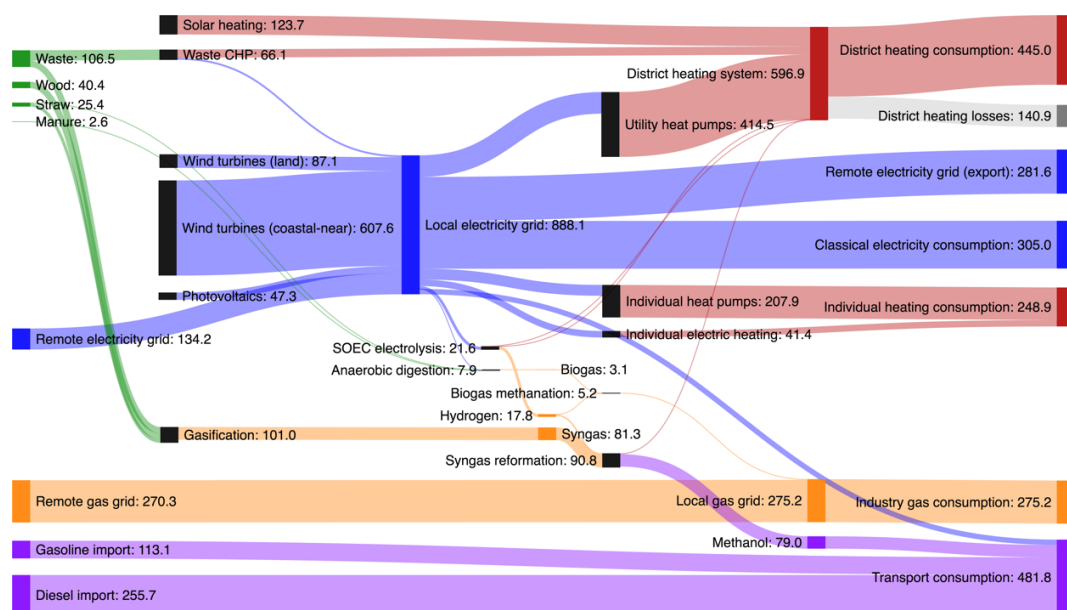 Solar heating: 123.7
District heating consumption: 445.0
Waste: 106.5
Waste CHP: 66.1
District heating system: 596.9
Wood: 40.4
Straw: 25.4
Manure: 2.6
Utility heat pumps: 414.5
District heating losses: 140.9
Wind turbines (land): 87.1
Remote electricity grid (export): 281.6
Wind turbines (coastal-near): 607.6
Local electricity grid: 888.1
Classical electricity consumption: 305.0
Photovoltaics: 47.3
Individual heat pumps: 207.9
Individual heating consumption: 248.9
Remote electricity grid: 134.2
Individual electric heating: 41.4
SOEC electrolysis: 21.6
Anaerobic digestion: 7.9
Biogas: 3.1
Biogas methanation: 5.2
Hydrogen: 17.8
Gasification: 101.0
Syngas: 81.3
Syngas reformation: 90.8
Remote gas grid: 270.3
Local gas grid: 275.2
Industry gas consumption: 275.2
Methanol: 79.0
Gasoline import: 113.1
Transport consumption: 481.8
Diesel import: 255.7